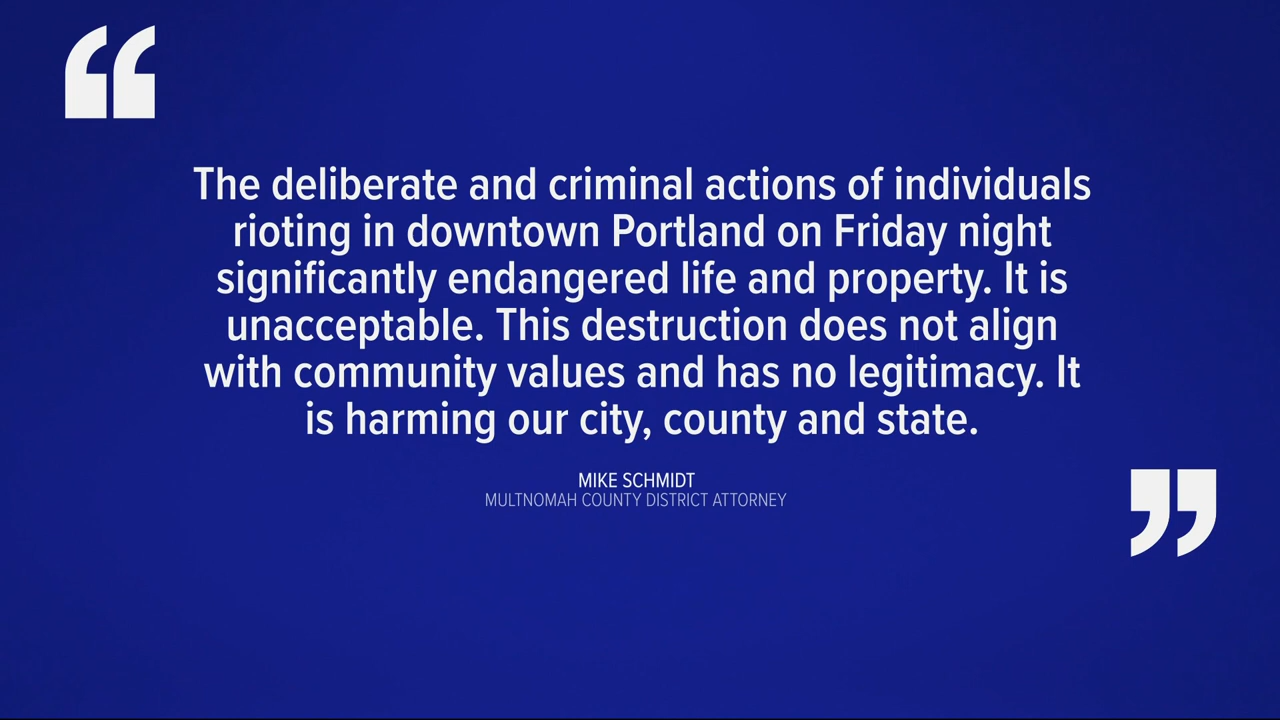 “
The deliberate and criminal actions of individuals
rioting in downtown Portland on Friday night
significantly endangered life and property. It is
unacceptable. This destruction does not align
with community values and has no legitimacy. It
is harming our city, county and state.
MIKE SCHMIDT
MULTNOMAH COUNTY DISTRICT ATTORNEY
”